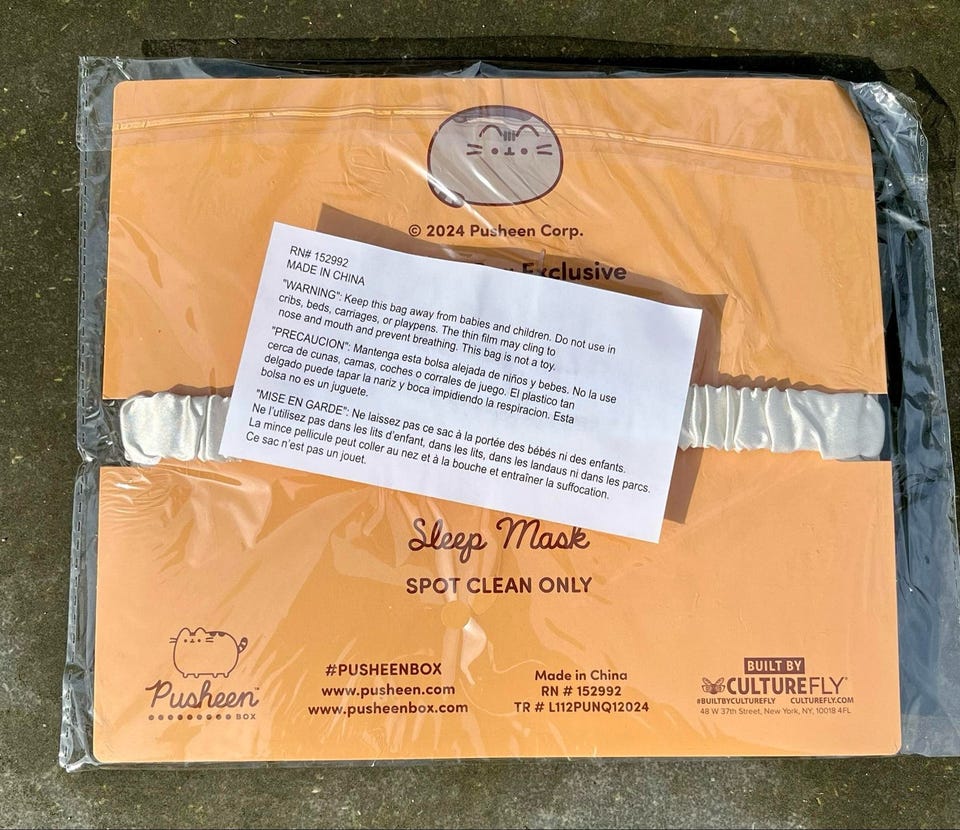 © 2024 Pusheen Corp.
Exclusive
RN# 152992
MADE IN CHINA
"WARNING": Keep this bag away from babies and children. Do not use in
cribs, beds, carriages, or playpens. The thin film may cling to
nose and mouth and prevent breathing. This bag is not a toy.
"PRECAUCION": Mantenga esta bolsa alejada de niños y bebes. No la use
cerca de cunas, camas, coches o corrales de juego. El plastico tan
delgado puede tapar la nariz y boca impidiendo la respiracion. Esta
bolsa no es un juguete.
"MISE EN GARDE": Ne laissez pas ce sac à la portée des bébés ni des enfants.
Ne l'utilisez pas dans les lits d'enfant, dans les lits, dans les landaus ni dans les parcs.
La mince pellicule peut coller au nez et à la bouche et entraîner la suffocation.
Ce sac n'est pas un jouet.
Sleep Mask
SPOT CLEAN ONLY
Pusheen™
BOX
#PUSHEENBOX
www.pusheen.com
www.pusheenbox.com
Made in China
RN # 152992
TR # L112PUNQ12024
BUILT BY
CULTUREFLY
#BUILTBYCULTUREFLY CULTUREFLY.COM
48 W 37th Street, New York, NY, 10018 4FL